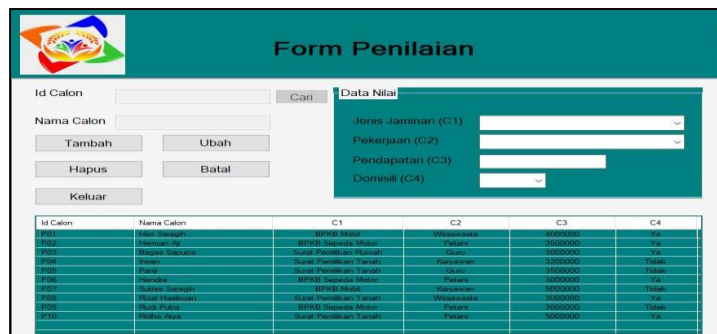 Form Penilaian
Id Calon
Cari
Nama Calon
Tambah
Ubah
Hapus
Batal
Keluar
Data Nilai
Jenis Jaminan (C1)
Pekerjaan (C2)
Pendapatan (C3)
Domisili (C4)
Id Calon Nama Calon C1 C2 C3 C4
P01 Heri Saragih BPKB Mobil Wiraswasta 4000000 Ya
P02 Herman Aji BPKB Sepeda Motor Petani 3500000 Ya
P03 Bagas Saputra Surat Pemilikan Rumah Guru 3000000 Ya
P04 Irwan Surat Pemilikan Tanah Karyawan 3200000 Tidak
P05 Panji Surat Pemilikan Tanah Guru 3500000 Tidak
P06 Hendra BPKB Sepeda Motor Petani 3000000 Ya
P07 Saragih BPKB Mobil Karyawan 5000000 Tidak
P08 Rizal Hasibuan Surat Pemilikan Tanah Wiraswasta 3000000 Ya
P09 Rudi Putra BPKB Sepeda Motor Petani 3000000 Tidak
P10 Ridho Arya Surat Pemilikan Tanah Petani 5000000 Ya